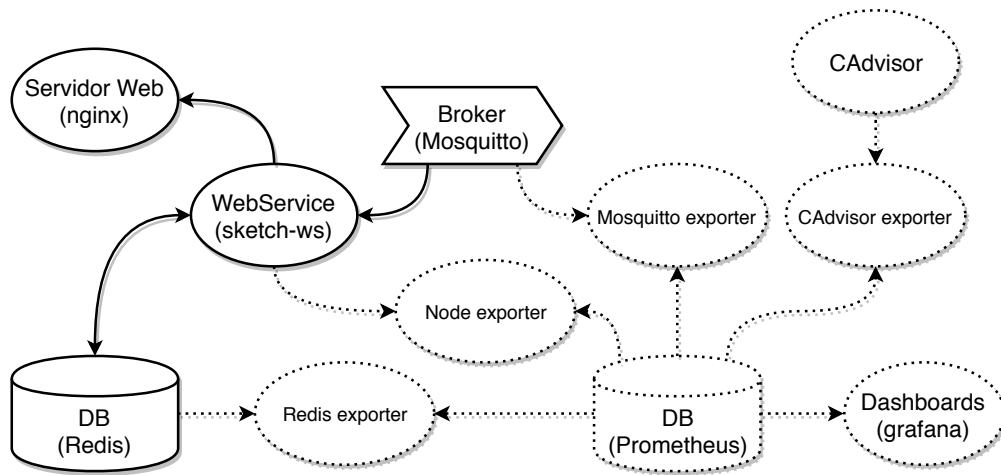 Servidor Web
(nginx)
Broker
(Mosquitto)
CAdvisor
WebService
(sketch-ws)
Mosquitto exporter
CAdvisor exporter
Node exporter
DB
(Redis)
Redis exporter
DB
(Prometheus)
Dashboards
(grafana)